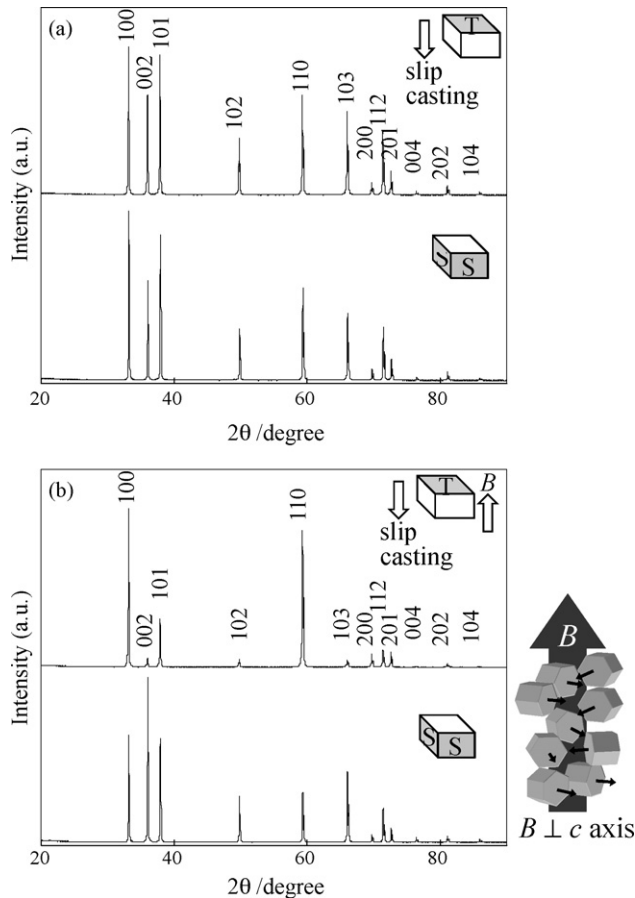 (a)
T
slip
casting
100
002
101
102
110
103
200
112
201
004
202
104
Intensity (a.u.)
S S
20 40 60 80
2θ /degree
(b)
T
B
slip
casting
100
002
101
102
110
103
200
112
201
004
202
104
Intensity (a.u.)
S S
20 40 60 80
2θ /degree
B
B ⊥ c axis